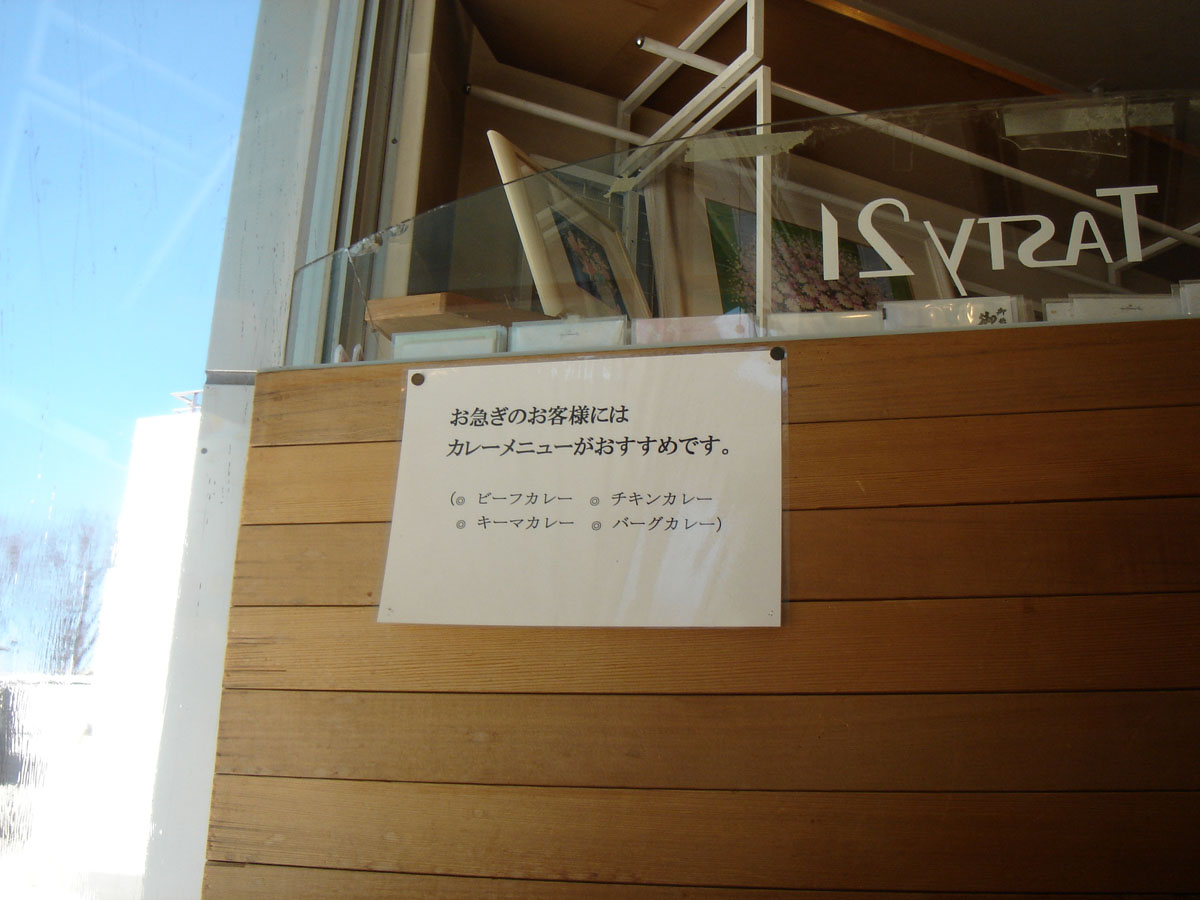 TASTY 21
お急ぎのお客様には
カレーメニューがおすすめです。
(◎ ビーフカレー ◎ チキンカレー
◎ キーマカレー ◎ バーグカレー)